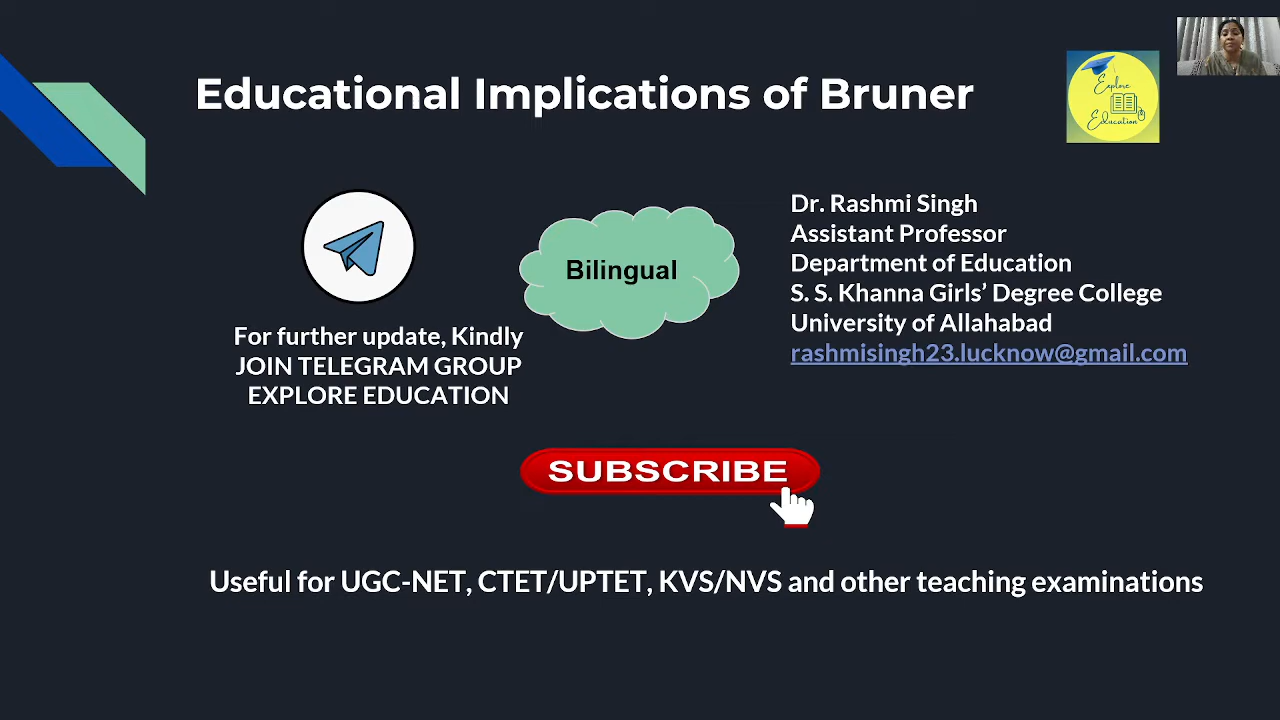 Educational Implications of Bruner
Explore
Education
Bilingual
For further update, Kindly
JOIN TELEGRAM GROUP
EXPLORE EDUCATION
Dr. Rashmi Singh
Assistant Professor
Department of Education
S. S. Khanna Girls’ Degree College
University of Allahabad
rashmisingh23.lucknow@gmail.com
SUBSCRIBE
Useful for UGC-NET, CTET/UPTET, KVS/NVS and other teaching examinations